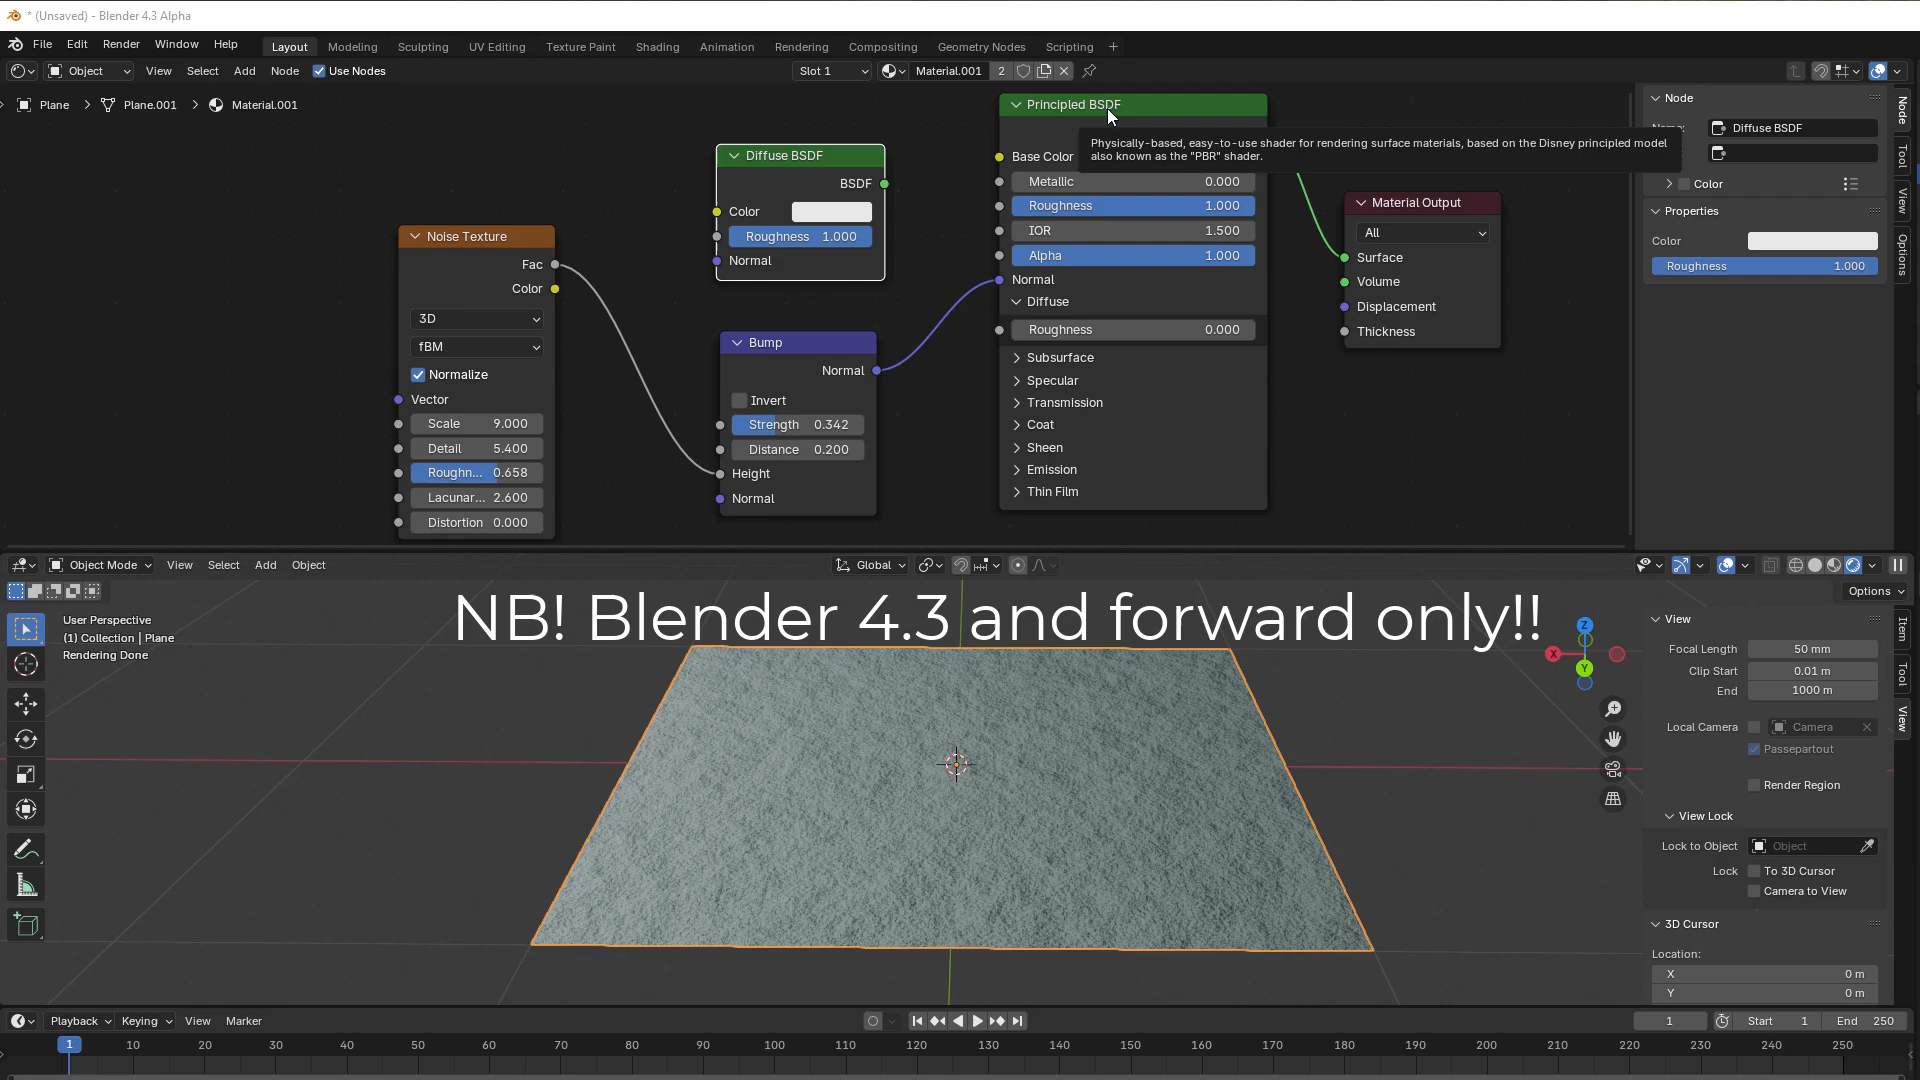 * (Unsaved) - Blender 4.3 Alpha
File Edit Render Window Help Layout Modeling Sculpting UV Editing Texture Paint Shading Animation Rendering Compositing Geometry Nodes Scripting +
Object View Select Add Node Use Nodes Slot 1 Material.001 2
Plane > Plane.001 > Material.001
Noise Texture
Fac
Color
3D
fBM
Normalize
Vector
Scale 9.000
Detail 5.400
Roughn... 0.658
Lacunar... 2.600
Distortion 0.000
Diffuse BSDF
BSDF
Color
Roughness 1.000
Normal
Bump
Normal
Invert
Strength 0.342
Distance 0.200
Height
Normal
Principled BSDF
Physically-based, easy-to-use shader for rendering surface materials, based on the Disney principled model
also known as the "PBR" shader.
Base Color
Metallic 0.000
Roughness 1.000
IOR 1.500
Alpha 1.000
Normal
Diffuse
Roughness 0.000
Subsurface
Specular
Transmission
Coat
Sheen
Emission
Thin Film
Material Output
All
Surface
Volume
Displacement
Thickness
Node
Diffuse BSDF
Color
Properties
Color
Roughness 1.000
Node
Tool
View
Options
Object Mode View Select Add Object Global
Options
User Perspective
(1) Collection | Plane
Rendering Done
NB! Blender 4.3 and forward only!!
Z
X
Y
View
Focal Length 50 mm
Clip Start 0.01 m
End 1000 m
Local Camera Camera
Passepartout
Render Region
View Lock
Lock to Object Object
Lock To 3D Cursor
Camera to View
3D Cursor
Location:
X 0 m
Y 0 m
Item
Tool
View
Playback Keying View Marker 1 Start 1 End 250
1 10 20 30 40 50 60 70 80 90 100 110 120 130 140 150 160 170 180 190 200 210 220 230 240 250